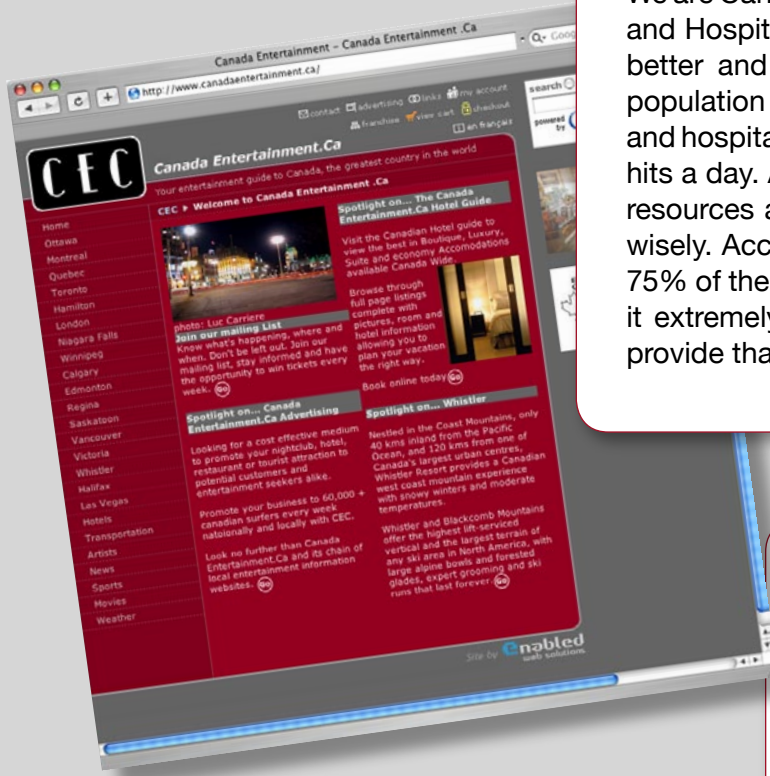 Canada Entertainment – Canada Entertainment .Ca
http://www.canadaentertainment.ca/
contact advertising links my account
franchise view cart checkout
en français
search
powered by
CEC
Canada Entertainment.Ca
Your entertainment guide to Canada, the greatest country in the world
CEC Welcome to Canada Entertainment .Ca
Home
Ottawa
Montreal
Quebec
Toronto
Hamilton
London
Niagara Falls
Winnipeg
Calgary
Edmonton
Regina
Saskatoon
Vancouver
Victoria
Whistler
Halifax
Las Vegas
Hotels
Transportation
Artists
News
Sports
Movies
Weather
photo: Luc Carriere
Join our mailing List
Know what's happening, where and
when. Don't be left out. Join our
mailing list, stay informed and have
the opportunity to win tickets every
week. Go
Spotlight on... Canada
Entertainment.Ca Advertising
Looking for a cost effective medium
to promote your nightclub, hotel,
restaurant or tourist attraction to
potential customers and
entertainment seekers alike.
Promote your business to 60,000 +
canadian surfers every week
natoionally and locally with CEC.
Look no further than Canada
Entertainment.Ca and its chain of
local entertainment information
websites. Go
Spotlight on... The Canada
Entertainment.Ca Hotel Guide
Visit the Canadian Hotel guide to
view the best in Boutique, Luxury,
Suite and economy Accomodations
available Canada Wide.
Browse through
full page listings
complete with
pictures, room and
hotel information
allowing you to
plan your vacation
the right way.
Book online today Go
Spotlight on... Whistler
Nestled in the Coast Mountains, only
40 kms inland from the Pacific
Ocean, and 120 kms from one of
Canada's largest urban centres,
Whistler Resort provides a Canadian
west coast mountain experience
with snowy winters and moderate
temperatures.
Whistler and Blackcomb Mountains
offer the highest lift-serviced
vertical and the largest terrain of
any ski area in North America, with
large alpine bowls and forested
glades, expert grooming and ski
runs that last forever. Go
Site by enabled
web solutions
and Hospit
better and
population
and hospita
hits a day. A
resources a
wisely. Acc
75% of the
it extremely
provide tha